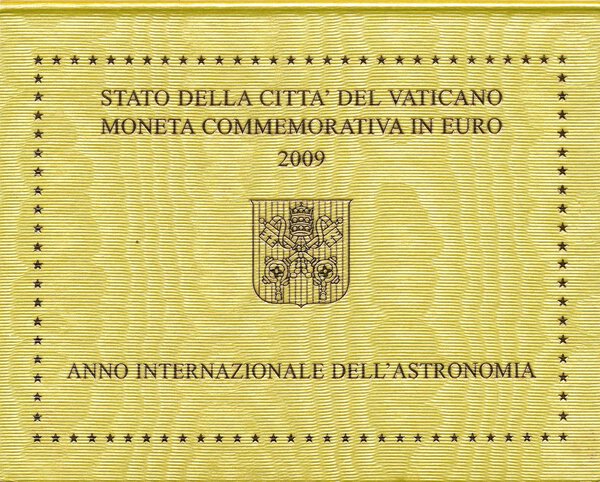 STATO DELLA CITTA' DEL VATICANO
MONETA COMMEMORATIVA IN EURO
2009
ANNO INTERNAZIONALE DELL'ASTRONOMIA